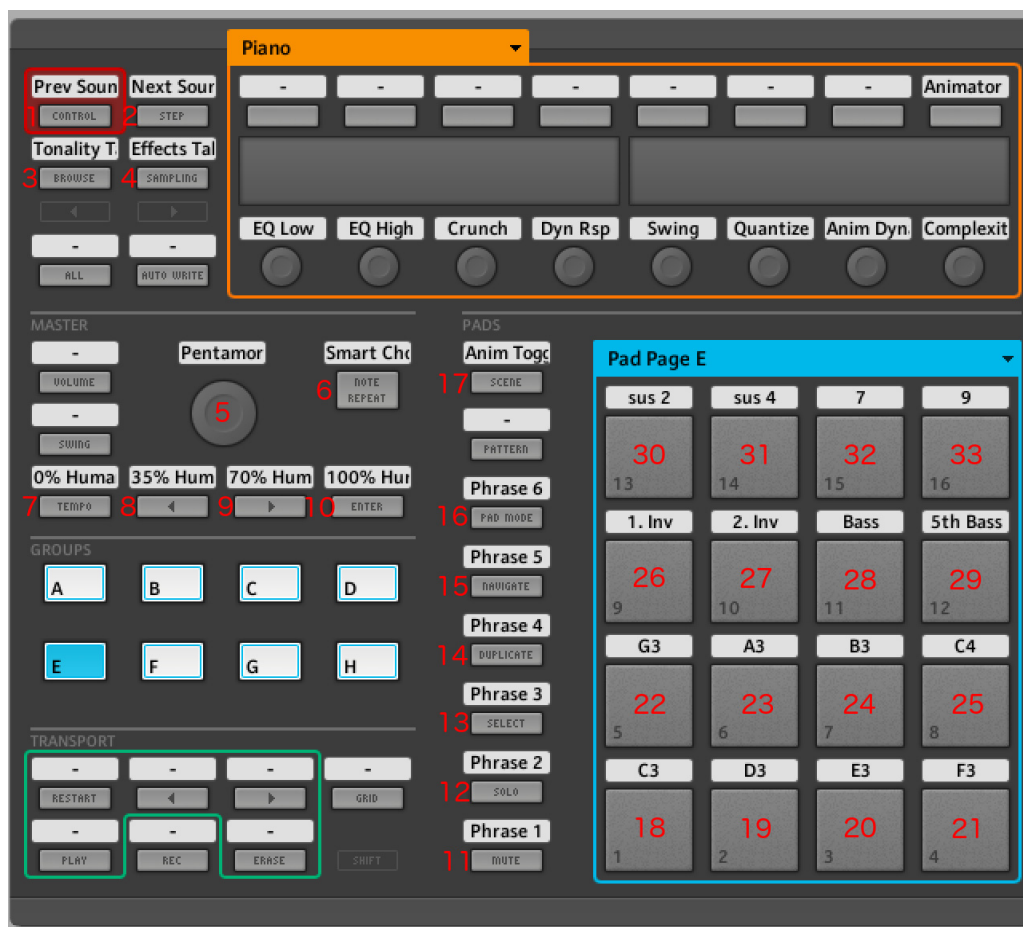 Piano
Prev Soun Next Sour - - - - - - - Animator
1 CONTROL 2 STEP
Tonality T Effects Tal
3 BROWSE 4 SAMPLING
- -
ALL AUTO WRITE
EQ Low EQ High Crunch Dyn Rsp Swing Quantize Anim Dyn Complexit
MASTER
- Pentamor Smart Cho
VOLUME
6 NOTE REPEAT
5
-
SWING
0% Huma 35% Hum 70% Hum 100% Hur
7 TEMPO 8 9 10 ENTER
GROUPS
A B C D
E F G H
TRANSPORT
- - - -
RESTART GRID
- - -
PLAY REC ERASE SHIFT
PADS
Anim Togg
17 SCENE
-
PATTERN
Phrase 6
16 PAD MODE
Phrase 5
15 NAVIGATE
Phrase 4
14 DUPLICATE
Phrase 3
13 SELECT
Phrase 2
12 SOLO
Phrase 1
11 MUTE
Pad Page E
sus 2 sus 4 7 9
30 31 32 33
13 14 15 16
1. Inv 2. Inv Bass 5th Bass
26 27 28 29
9 10 11 12
G3 A3 B3 C4
22 23 24 25
5 6 7 8
C3 D3 E3 F3
18 19 20 21
1 2 3 4